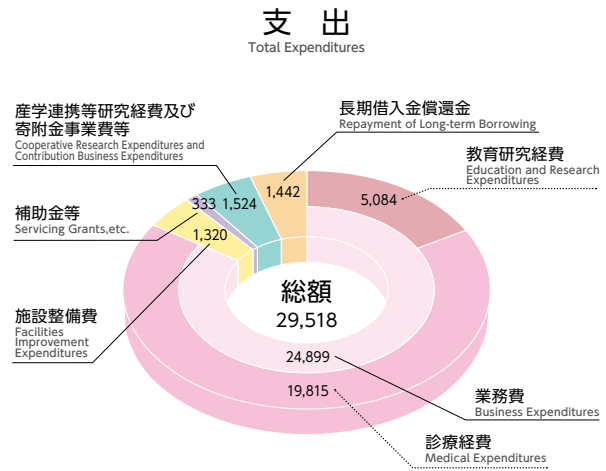 支 出
Total Expenditures
産学連携等研究経費及び
寄附金事業費等
Cooperative Research Expenditures and
Contribution Business Expenditures
長期借入金償還金
Repayment of Long-term Borrowing
教育研究経費
Education and Research
Expenditures
補助金等
Servicing Grants,etc.
施設整備費
Facilities
Improvement
Expenditures
333
1,524
1,442
5,084
1,320
総額
29,518
24,899
19,815
業務費
Business Expenditures
診療経費
Medical Expenditures